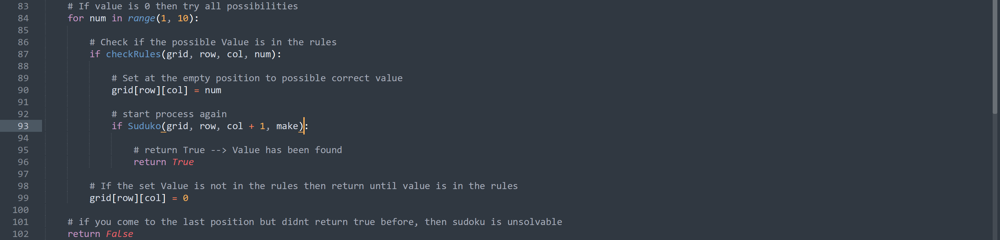 83 # If value is 0 then try all possibilities
84 for num in range(1, 10):
85
86 # Check if the possible Value is in the rules
87 if checkRules(grid, row, col, num):
88
89 # Set at the empty position to possible correct value
90 grid[row][col] = num
91
92 # start process again
93 if Suduko(grid, row, col + 1, make):
94
95 # return True --> Value has been found
96 return True
97
98 # If the set Value is not in the rules then return until value is in the rules
99 grid[row][col] = 0
100
101 # if you come to the last position but didnt return true before, then sudoku is unsolvable
102 return False